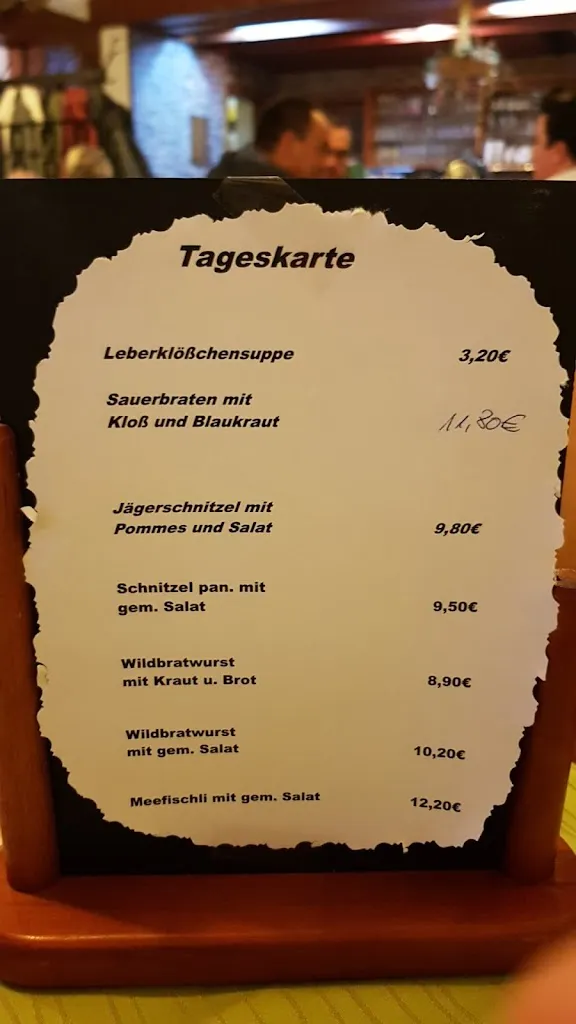 Tageskarte
Leberklößchensuppe 3,20€
Sauerbraten mit
Kloß und Blaukraut 11,80€
Jägerschnitzel mit
Pommes und Salat 9,80€
Schnitzel pan. mit
gem. Salat 9,50€
Wildbratwurst
mit Kraut u. Brot 8,90€
Wildbratwurst
mit gem. Salat 10,20€
Meefischli mit gem. Salat 12,20€